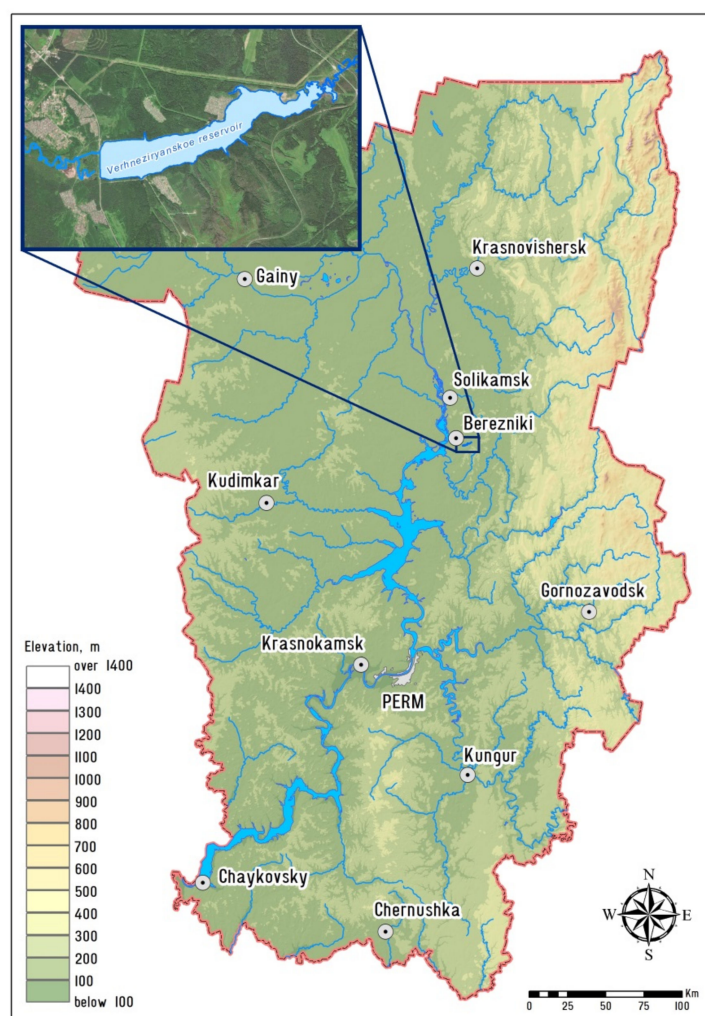 Verhneziryanskoe reservoir
Krasnovishersk
Gainy
Solikamsk
Berezniki
Kudimkar
Gornozavodsk
Krasnokamsk
PERM
Kungur
Chaykovsky
Chernushka
Elevation, m
over 1400
1400
1300
1200
1100
1000
900
800
700
600
500
400
300
200
100
below 100
N
W E
S
Km
0 25 50 75 100